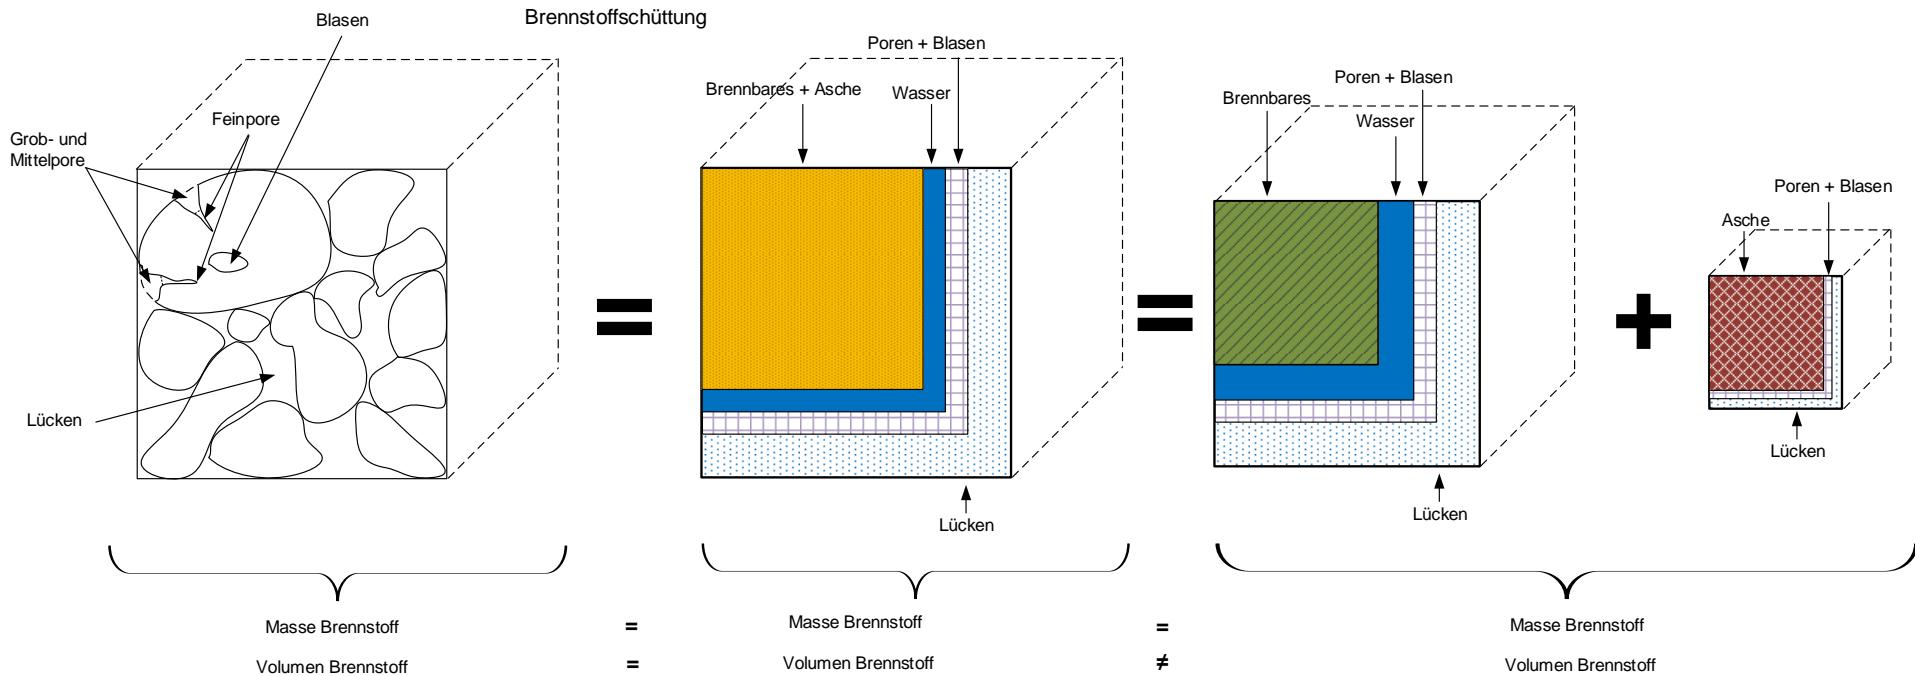 Brennstoffschüttung
Blasen
Feinpore
Grob- und
Mittelpore
Lücken
Poren + Blasen
Brennbares + Asche
Wasser
Lücken
Poren + Blasen
Brennbares
Wasser
Lücken
Poren + Blasen
Asche
Lücken
=
=
+
Masse Brennstoff = Masse Brennstoff = Masse Brennstoff
Volumen Brennstoff = Volumen Brennstoff ≠ Volumen Brennstoff